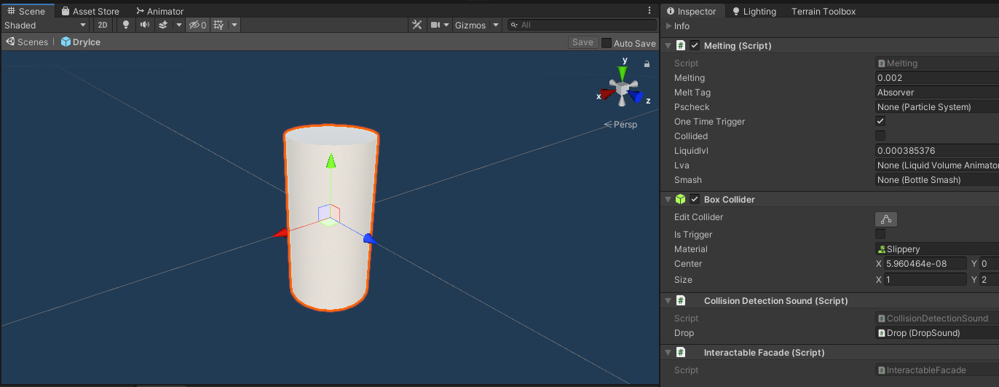 Scene
Asset Store
Animator
Shaded
2D
0
Gizmos
All
Scenes
DryIce
Save
Auto Save
y
x
z
Persp
Inspector
Lighting
Terrain Toolbox
Info
Melting (Script)
Script Melting
Melting 0.002
Melt Tag Absorver
Pscheck None (Particle System)
One Time Trigger
Collided
Liquidlvl 0.000385376
Lva None (Liquid Volume Animator
Smash None (Bottle Smash)
Box Collider
Edit Collider
Is Trigger
Material Slippery
Center X 5.960464e-08 Y 0
Size X 1 Y 2
Collision Detection Sound (Script)
Script CollisionDetectionSound
Drop Drop (DropSound)
Interactable Facade (Script)
Script InteractableFacade